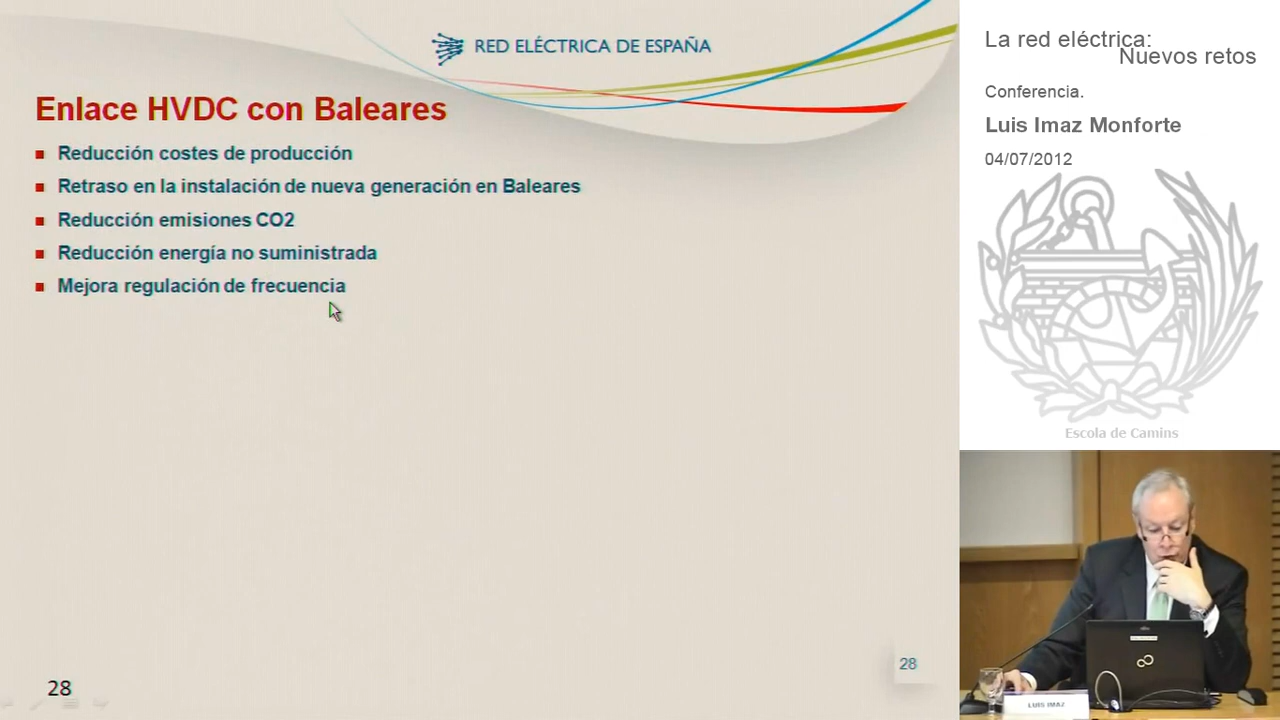 RED ELÉCTRICA DE ESPAÑA
Enlace HVDC con Baleares
Reducción costes de producción
Retraso en la instalación de nueva generación en Baleares
Reducción emisiones CO2
Reducción energía no suministrada
Mejora regulación de frecuencia
28
28
La red eléctrica:
Nuevos retos
Conferencia.
Luis Imaz Monforte
04/07/2012
Escola de Camins
LUIS IMAZ